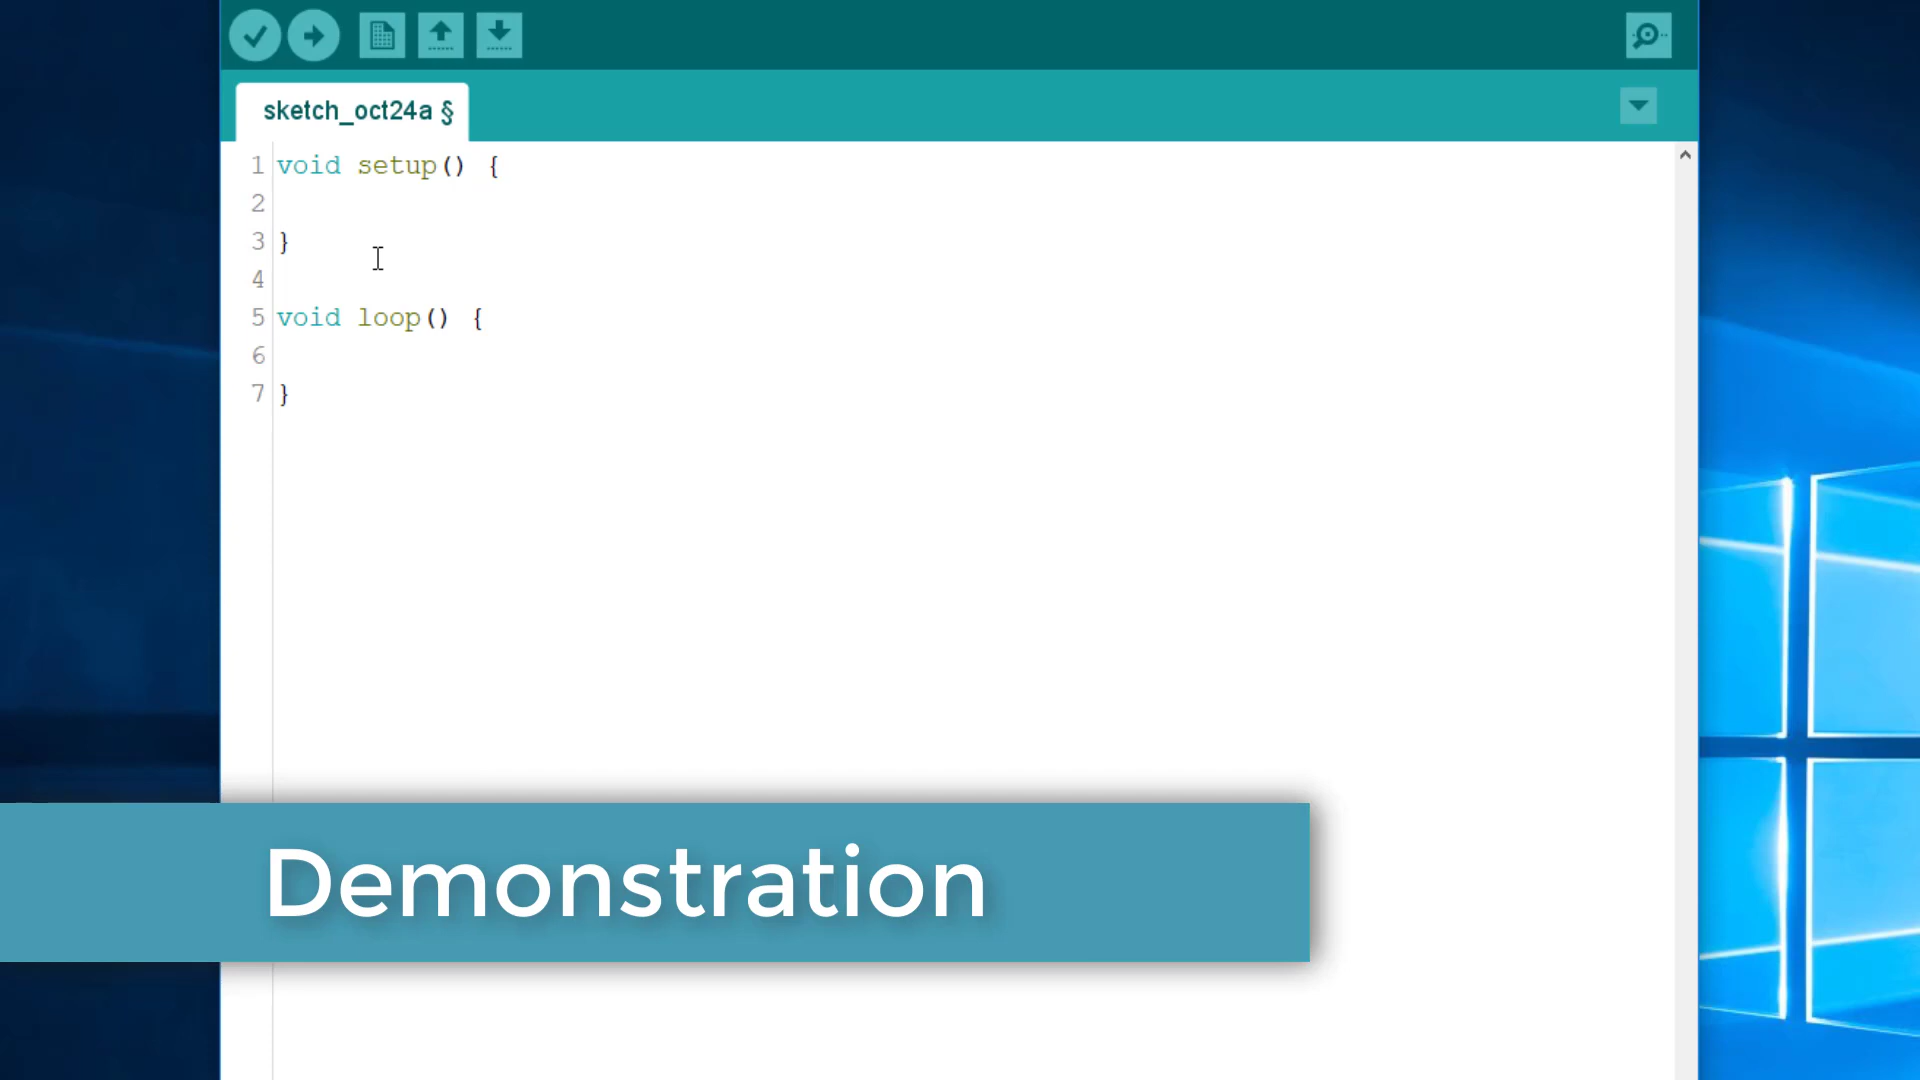 sketch_oct24a §
1 void setup() {
2
3 }
4
5 void loop() {
6
7 }
Demonstration